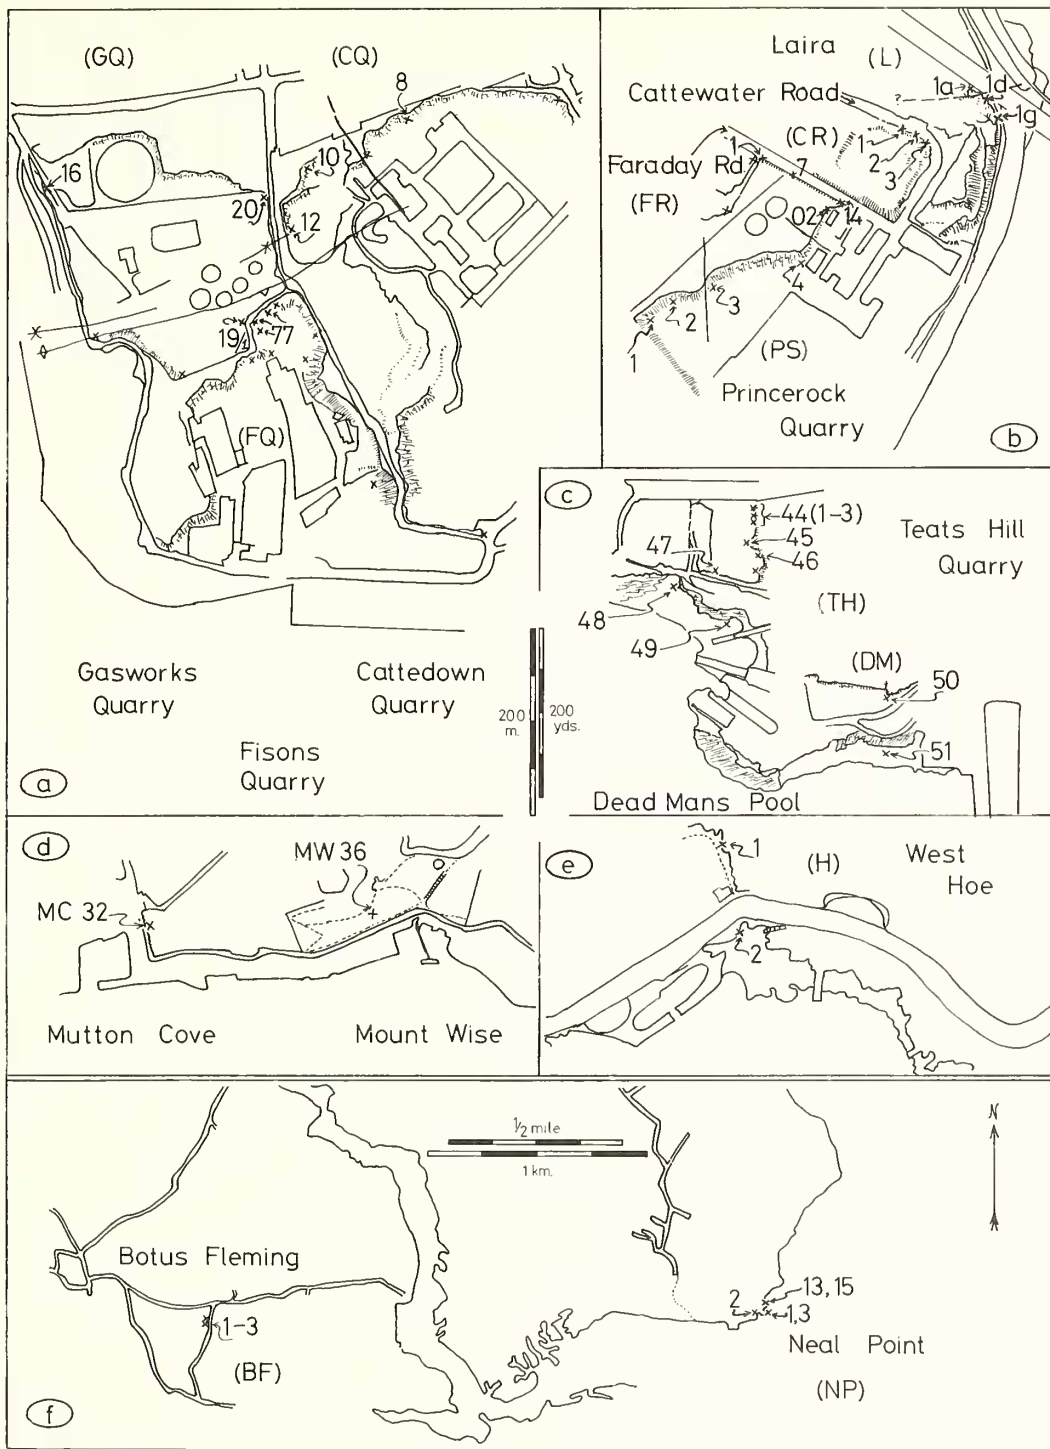 (GQ)
(CQ)
8
16
10
20
12
19
77
(FQ)
Gasworks
Quarry
Cattedown
Quarry
Fisons
Quarry
a
Laira
(L)
Cattewater Road
1a
1d
1g
?
(CR)
1
2
3
1
Faraday Rd
(FR)
7
02
14
4
3
2
1
(PS)
Princerock
Quarry
b
200
m.
200
yds.
c
44(1-3)
45
46
47
Teats Hill
Quarry
(TH)
48
49
(DM)
50
51
Dead Mans Pool
d
MW 36
MC 32
Mutton Cove
Mount Wise
e
1
(H)
West
Hoe
2
1/2 mile
1 km.
N
Botus Fleming
1-3
(BF)
13, 15
2
1,3
Neal Point
(NP)
f